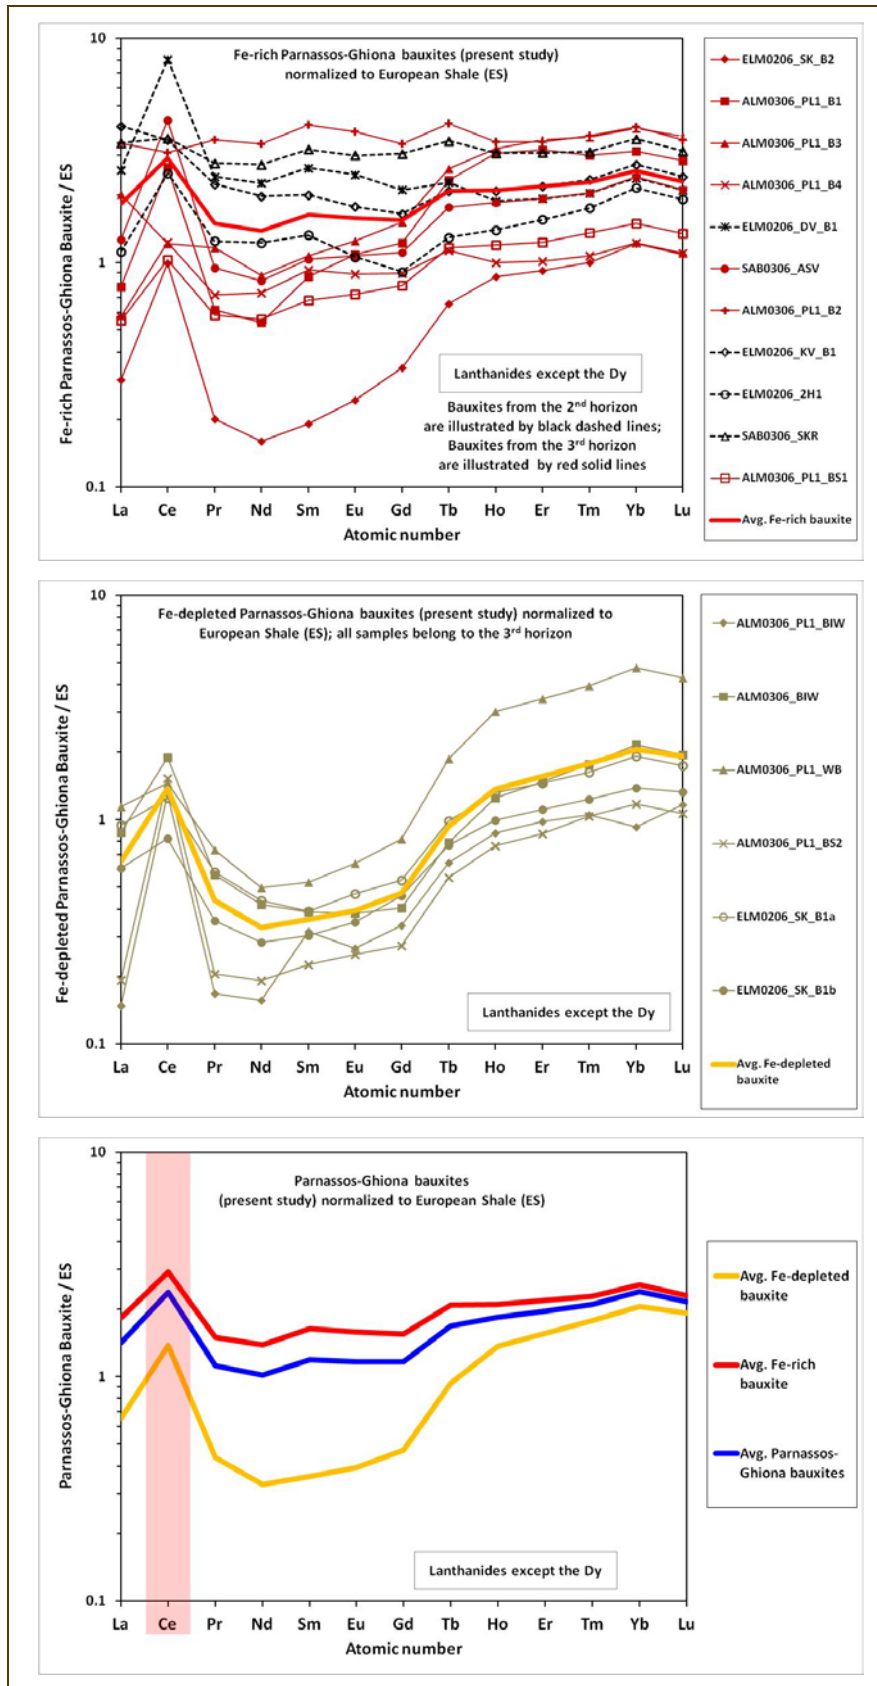 Fe-rich Parnassos-Ghiona bauxites (present study)
normalized to European Shale (ES)
Fe-rich Parnassos-Ghiona Bauxite / ES
10
1
0.1
Lanthanides except the Dy
Bauxites from the 2nd horizon
are illustrated by black dashed lines;
Bauxites from the 3rd horizon
are illustrated by red solid lines
La Ce Pr Nd Sm Eu Gd Tb Ho Er Tm Yb Lu
Atomic number
ELM0206_SK_B2
ALM0306_PL1_B1
ALM0306_PL1_B3
ALM0306_PL1_B4
ELM0206_DV_B1
SAB0306_ASV
ALM0306_PL1_B2
ELM0206_KV_B1
ELM0206_2H1
SAB0306_SKR
ALM0306_PL1_BS1
Avg. Fe-rich bauxite
Fe-depleted Parnassos-Ghiona bauxites (present study) normalized to
European Shale (ES); all samples belong to the 3rd horizon
Fe-depleted Parnassos-Ghiona Bauxite / ES
10
1
0.1
Lanthanides except the Dy
La Ce Pr Nd Sm Eu Gd Tb Ho Er Tm Yb Lu
Atomic number
ALM0306_PL1_BIW
ALM0306_BIW
ALM0306_PL1_WB
ALM0306_PL1_BS2
ELM0206_SK_B1a
ELM0206_SK_B1b
Avg. Fe-depleted
bauxite
Parnassos-Ghiona bauxites
(present study) normalized to European Shale (ES)
Parnassos-Ghiona Bauxite / ES
10
1
0.1
Lanthanides except the Dy
La Ce Pr Nd Sm Eu Gd Tb Ho Er Tm Yb Lu
Atomic number
Avg. Fe-depleted
bauxite
Avg. Fe-rich
bauxite
Avg. Parnassos-
Ghiona bauxites